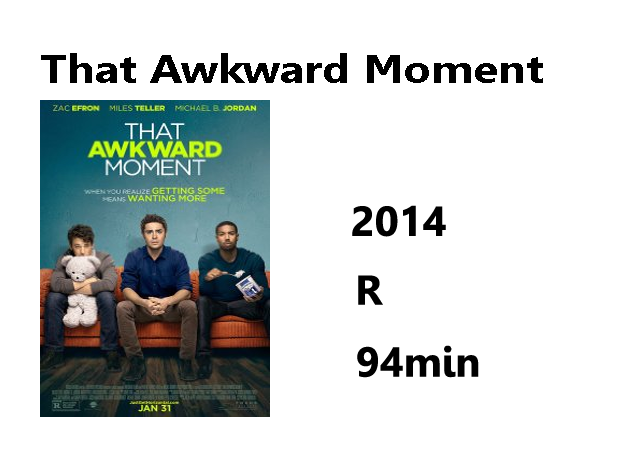 That Awkward Moment
ZAC EFRON MILES TELLER MICHAEL B. JORDAN
THAT
AWKWARD
MOMENT
WHEN YOU REALIZE GETTING SOME
MEANS WANTING MORE
2014
R
94min
JAN 31